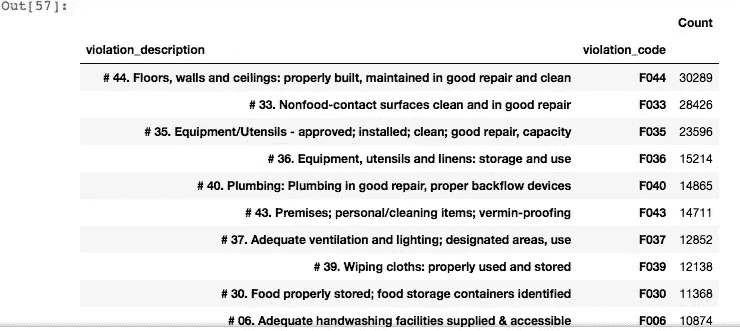 Out[57]:
Count
violation_description violation_code
# 44. Floors, walls and ceilings: properly built, maintained in good repair and clean F044 30289
# 33. Nonfood-contact surfaces clean and in good repair F033 28426
# 35. Equipment/Utensils - approved; installed; clean; good repair, capacity F035 23596
# 36. Equipment, utensils and linens: storage and use F036 15214
# 40. Plumbing: Plumbing in good repair, proper backflow devices F040 14865
# 43. Premises; personal/cleaning items; vermin-proofing F043 14711
# 37. Adequate ventilation and lighting; designated areas, use F037 12852
# 39. Wiping cloths: properly used and stored F039 12138
# 30. Food properly stored; food storage containers identified F030 11368
# 06. Adequate handwashing facilities supplied & accessible F006 10874